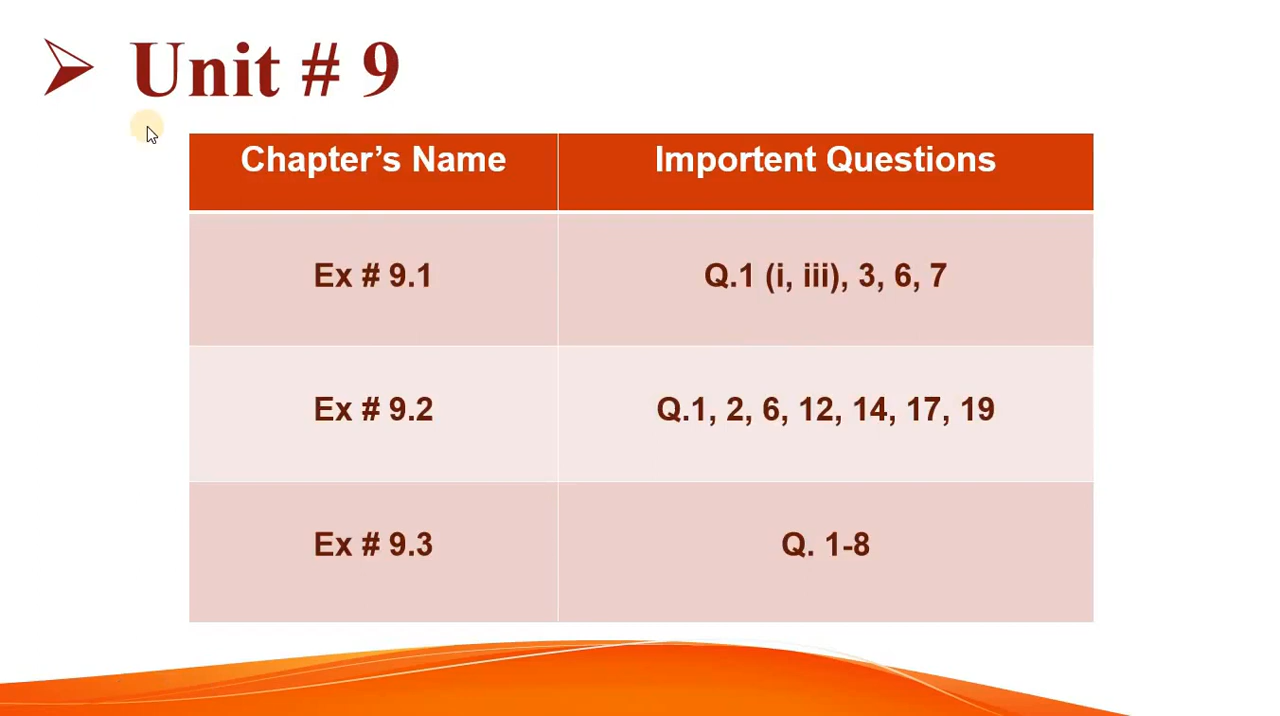 Unit # 9
Chapter’s Name
Importent Questions
Ex # 9.1
Q.1 (i, iii), 3, 6, 7
Ex # 9.2
Q.1, 2, 6, 12, 14, 17, 19
Ex # 9.3
Q. 1-8